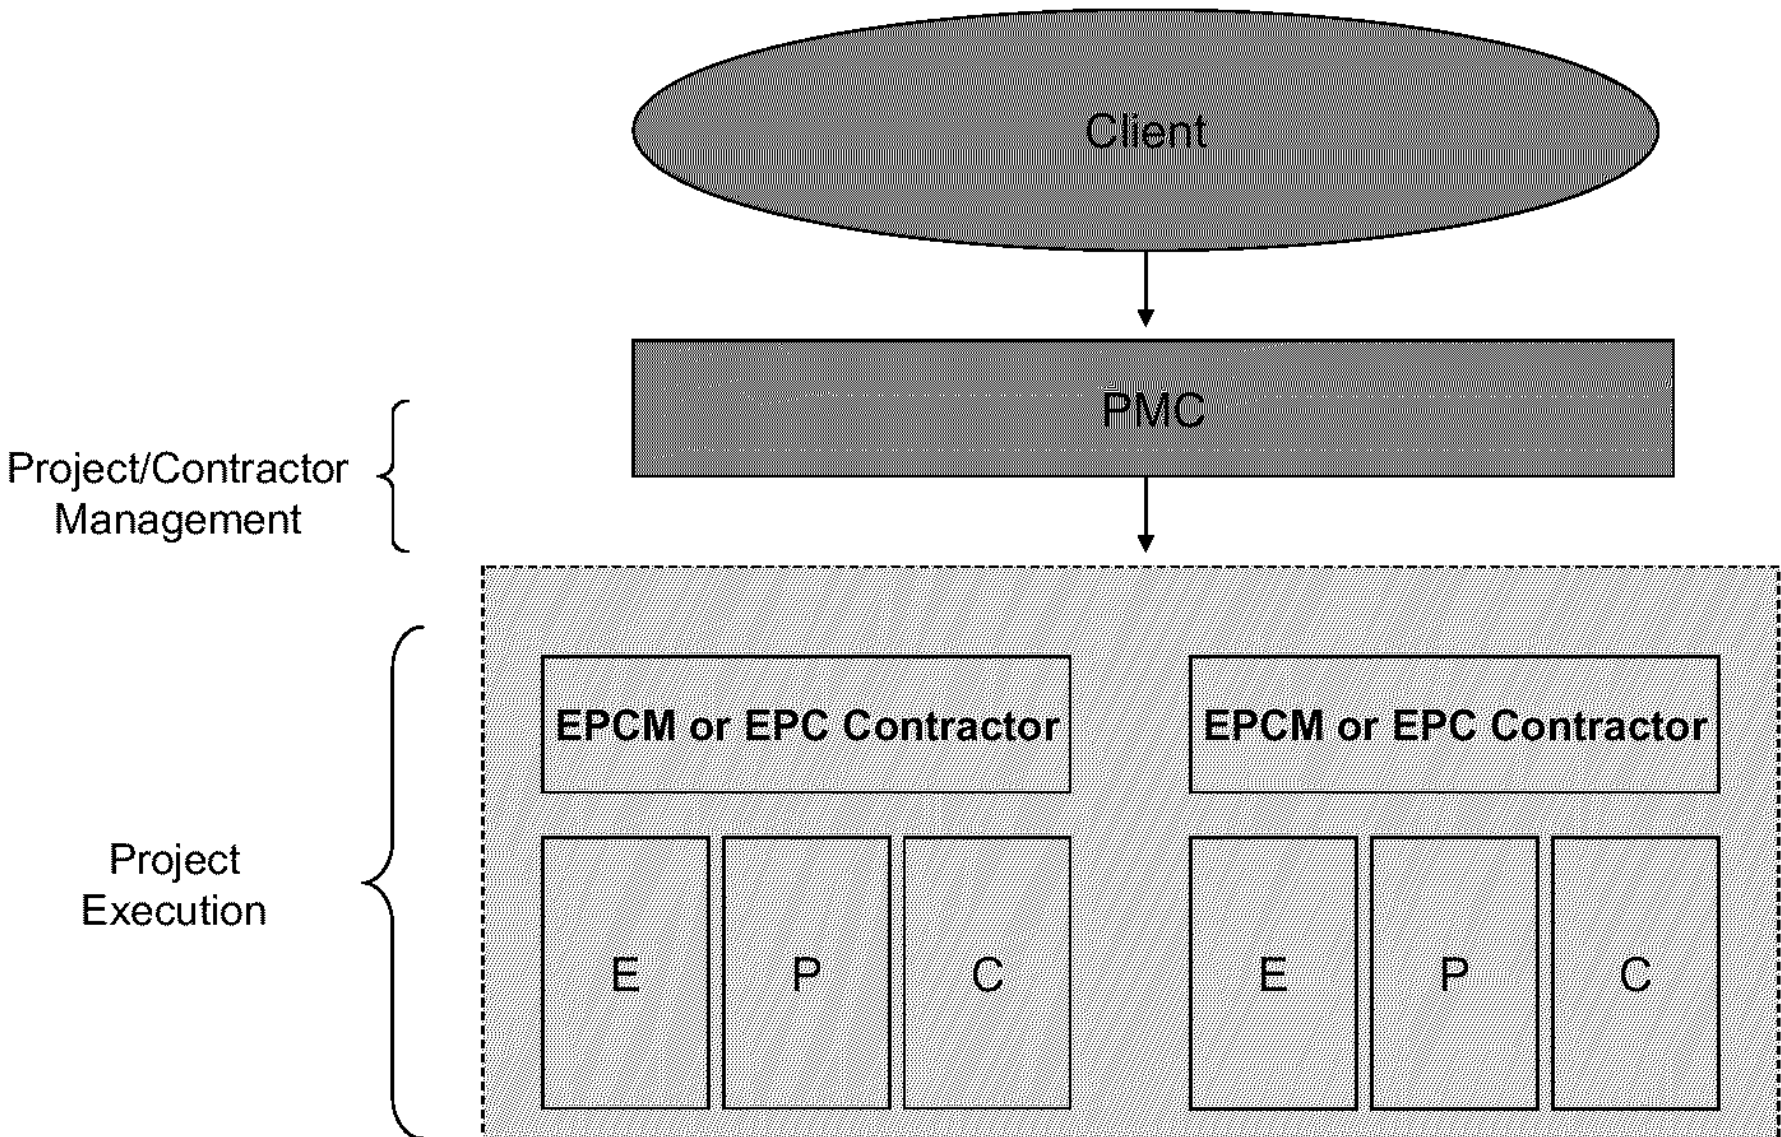 Client
PMC
Project/Contractor
Management
EPCM or EPC Contractor
EPCM or EPC Contractor
Project
Execution
E
P
C
E
P
C